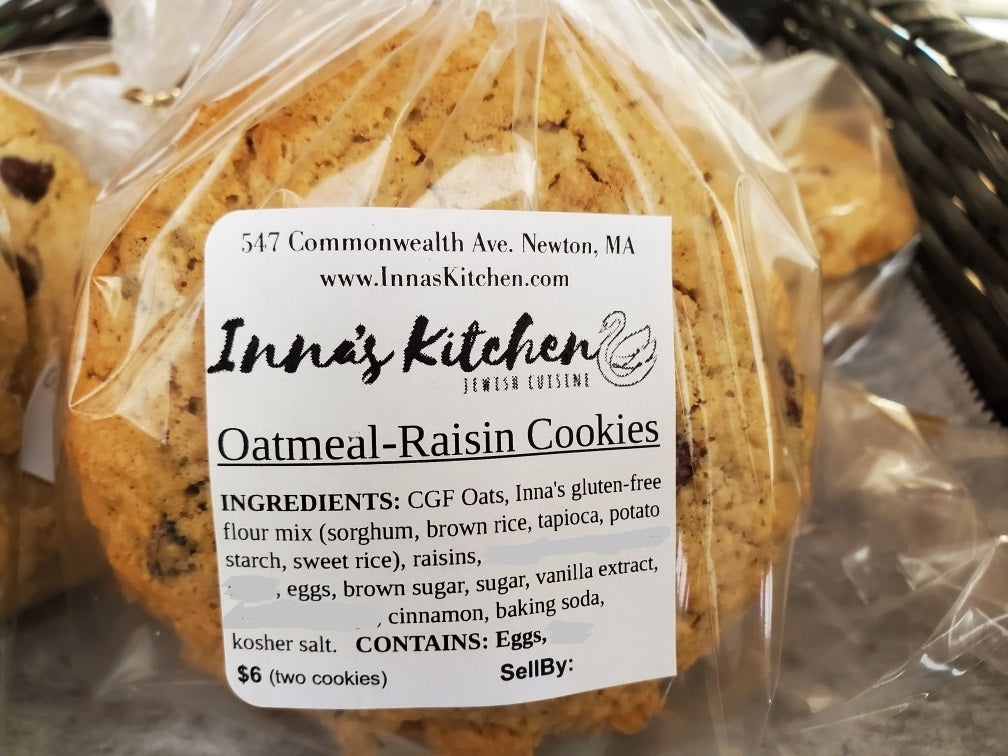 547 Commonwealth Ave. Newton, MA
www.InnasKitchen.com
Inna's Kitchen
JEWISH CUISINE
Oatmeal-Raisin Cookies
INGREDIENTS: CGF Oats, Inna's gluten-free
flour mix (sorghum, brown rice, tapioca, potato
starch, sweet rice), raisins,
, eggs, brown sugar, sugar, vanilla extract,
, cinnamon, baking soda,
kosher salt. CONTAINS: Eggs,
$6 (two cookies) SellBy: